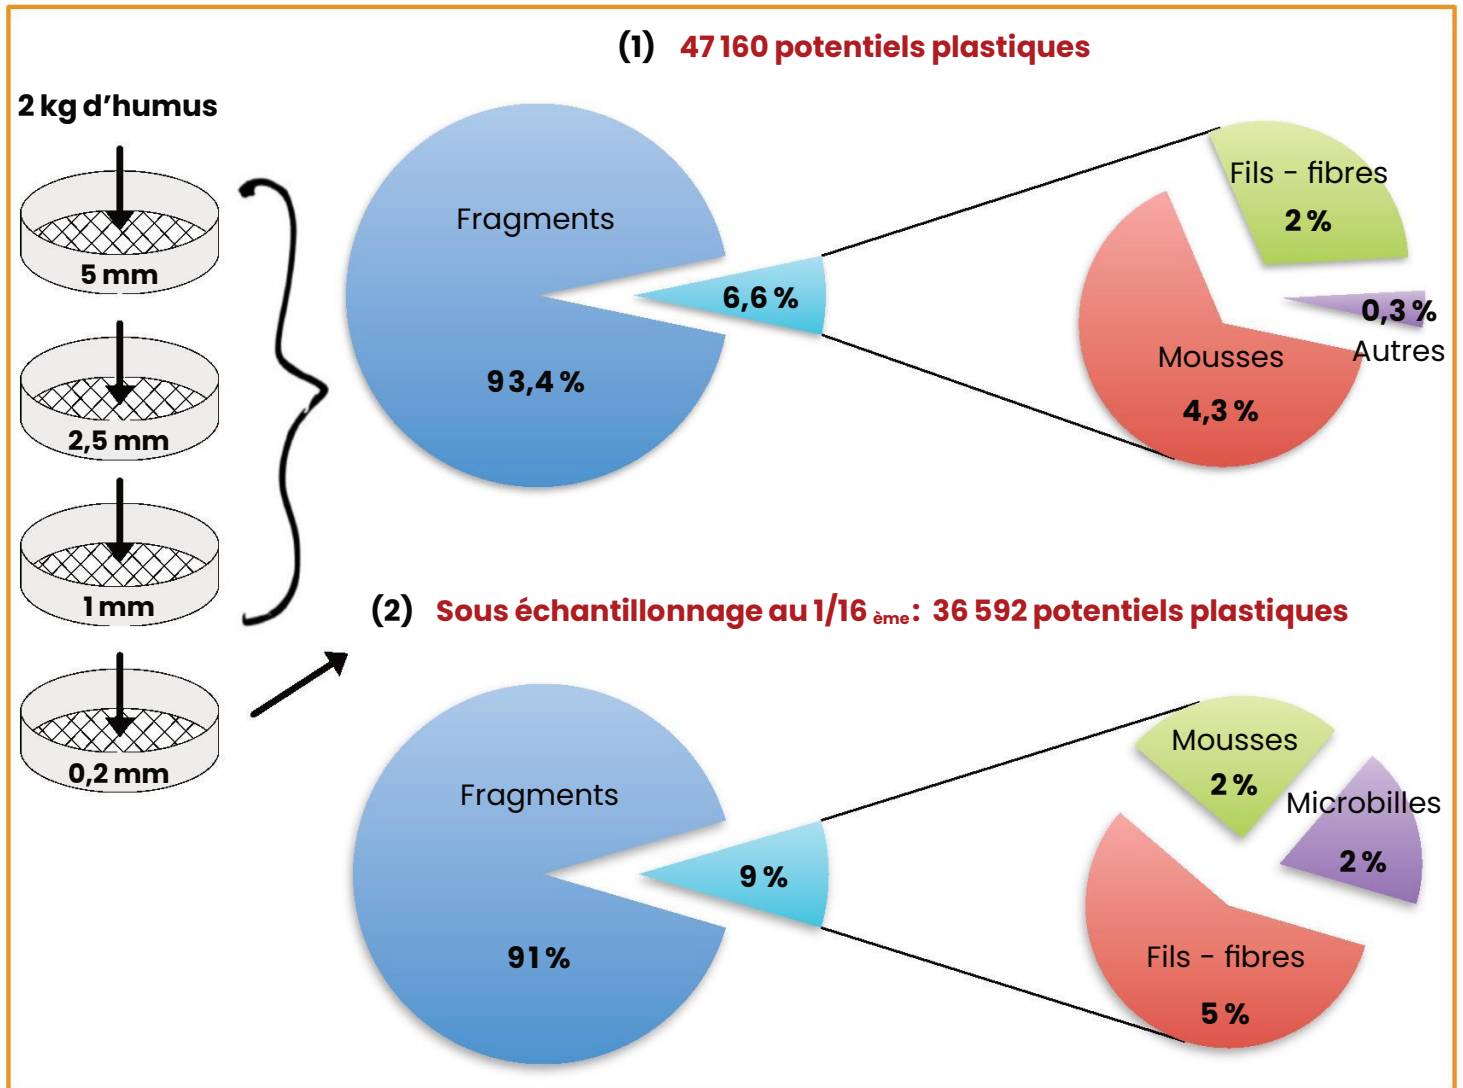 (1) 47 160 potentiels plastiques
2 kg d’humus
5 mm
2,5 mm
1 mm
0,2 mm
Fragments
93,4 %
6,6 %
Fils - fibres
2 %
0,3 %
Autres
Mousses
4,3 %
(2) Sous échantillonnage au 1/16 ème : 36 592 potentiels plastiques
Fragments
91 %
9 %
Mousses
2 %
Microbilles
2 %
Fils - fibres
5 %